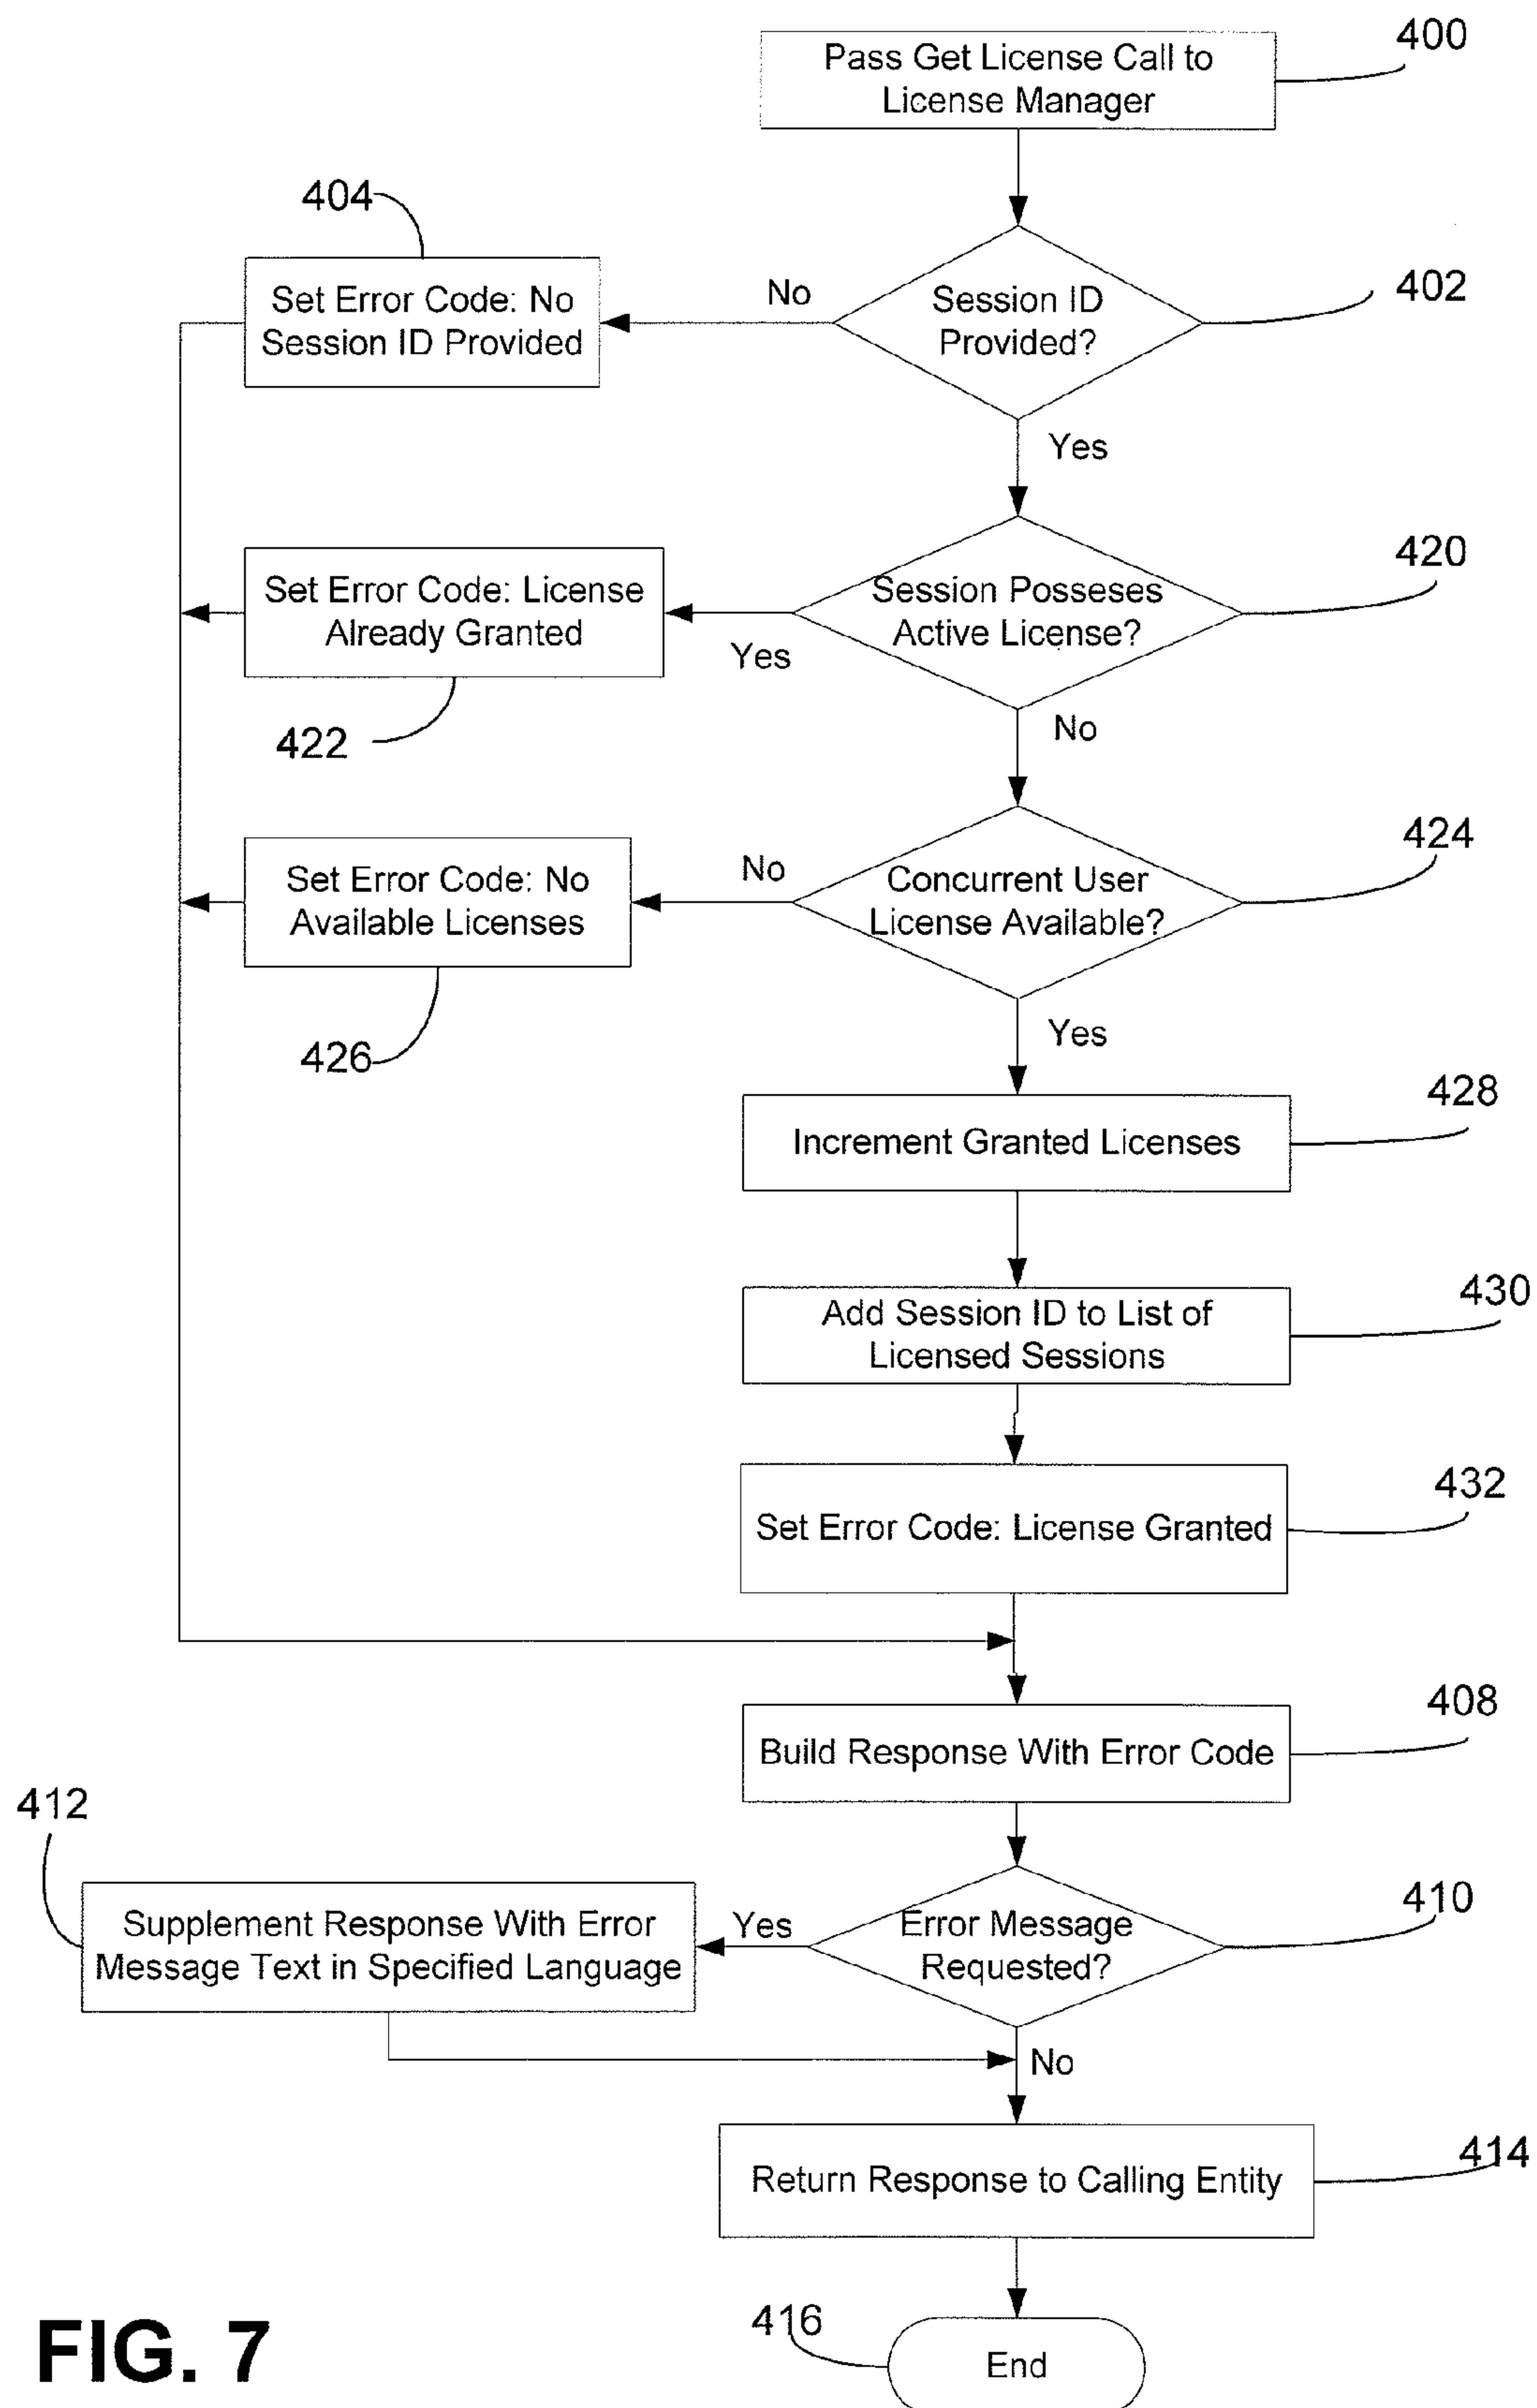 Pass Get License Call to
License Manager
400
404
Set Error Code: No
Session ID Provided
No
Session ID
Provided?
402
Yes
Set Error Code: License
Already Granted
Yes
Session Posseses
Active License?
420
422
No
Set Error Code: No
Available Licenses
No
Concurrent User
License Available?
424
426
Yes
Increment Granted Licenses
428
Add Session ID to List of
Licensed Sessions
430
Set Error Code: License Granted
432
Build Response With Error Code
408
412
Supplement Response With Error
Message Text in Specified Language
Yes
Error Message
Requested?
410
No
Return Response to Calling Entity
414
416
End
FIG. 7